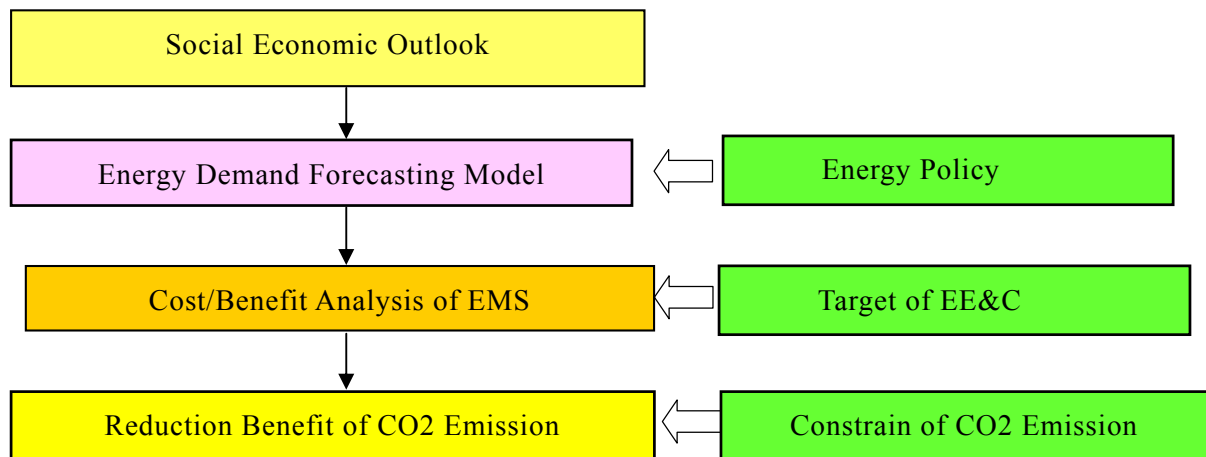 Social Economic Outlook
Energy Demand Forecasting Model
Energy Policy
Cost/Benefit Analysis of EMS
Target of EE&C
Reduction Benefit of CO2 Emission
Constrain of CO2 Emission